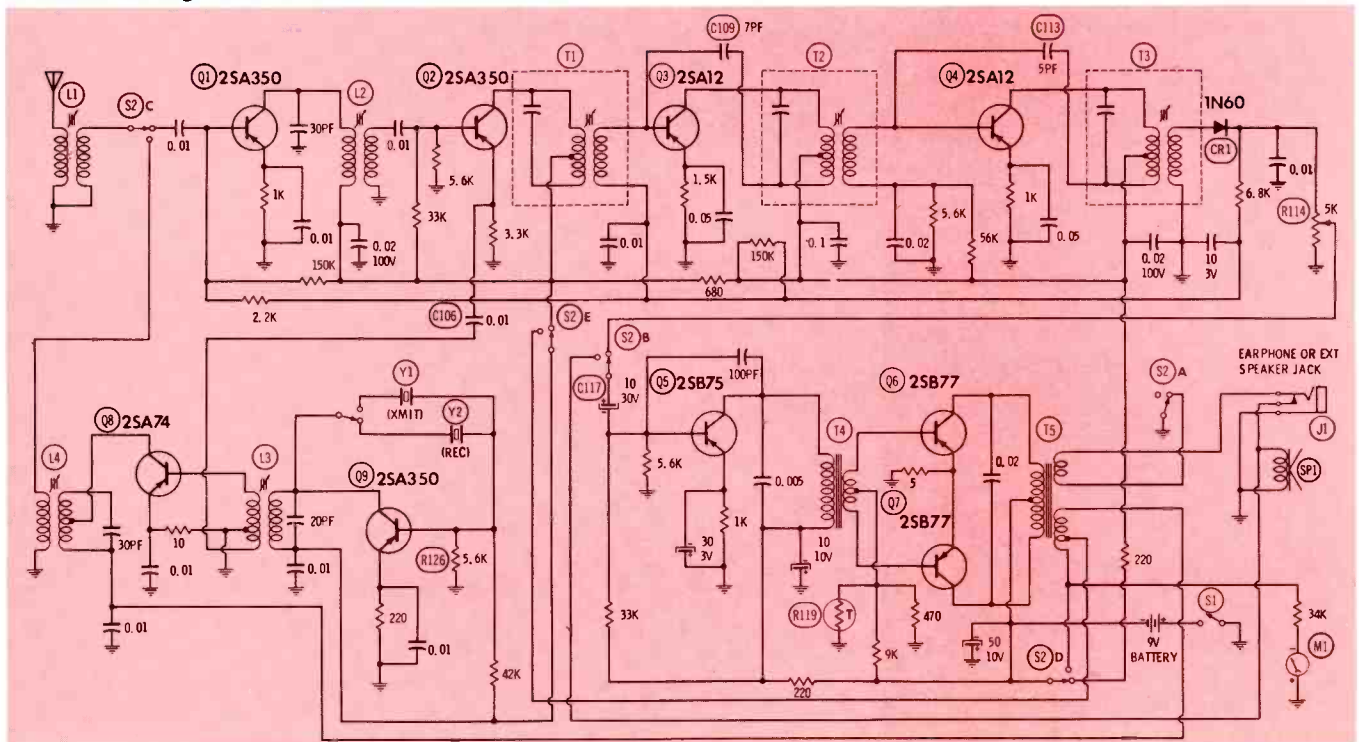 C109 7PF
C113
5PF
T1
T2
T3
Q1 2SA350
Q2 2SA350
Q3 2SA12
Q4 2SA12
L1
S2 C
L2
1N60
CR1
30PF
0.01
0.01
5.6K
33K
1K
0.01
0.02
100V
3.3K
0.01
1.5K
0.05
0.1
0.02
5.6K
56K
1K
0.05
6.8K
0.01
R114
5K
0.02
100V
10
3V
150K
150K
680
2.2K
C106
0.01
S2 E
S2 B
Y1
(XMIT)
Y2
(REC)
C117
10
30V
Q5 2SB75
100PF
Q6 2SB77
S2 A
EARPHONE OR EXT
SPEAKER JACK
J1
SP1
Q8 2SA74
L4
L3
Q9
2SA350
T4
T5
5.6K
0.005
5
Q7
2SB77
0.02
30PF
10
0.01
20PF
0.01
R126
5.6K
1K
30
3V
10
10V
220
0.01
0.01
220
42K
33K
R119
T
470
9K
50
10V
S1
9V
BATTERY
34K
M1
S2 D
220